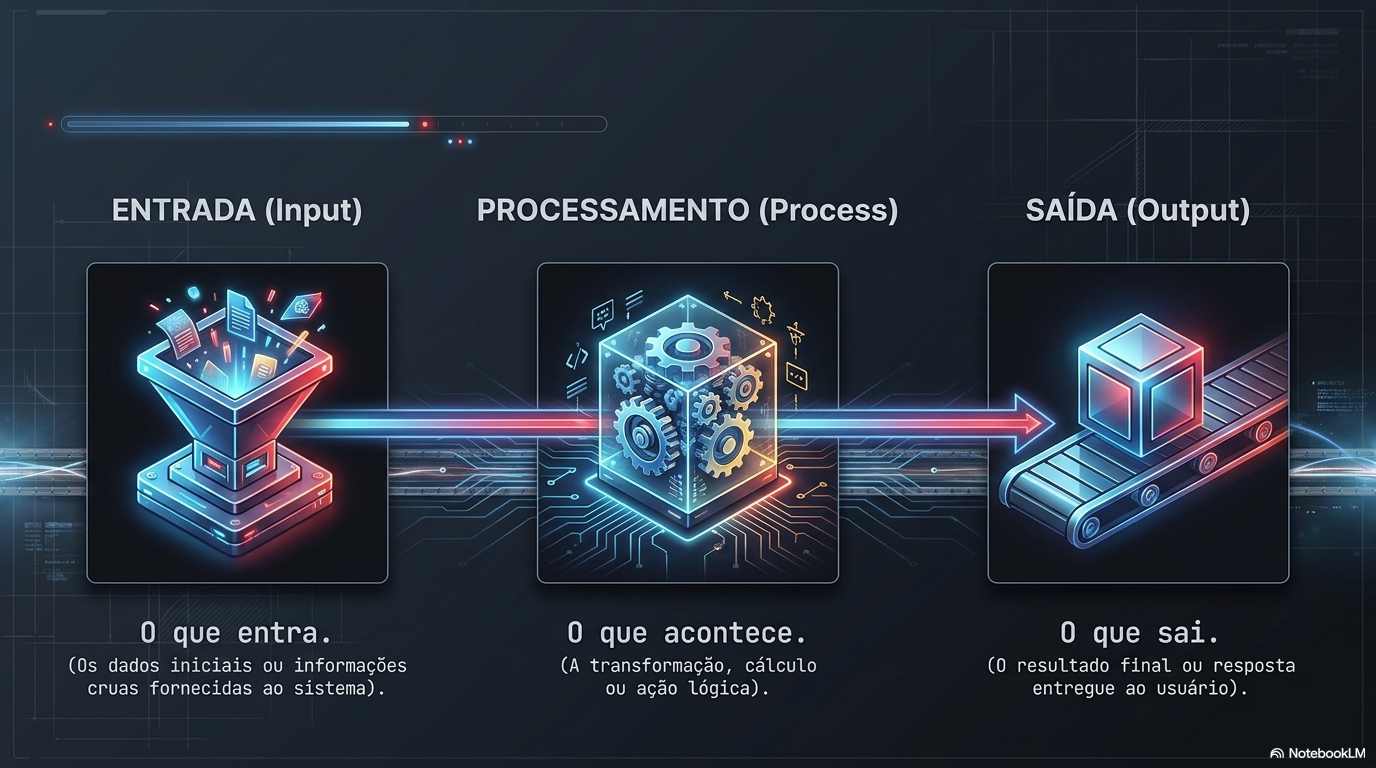 ENTRADA (Input)
PROCESSAMENTO (Process)
SAÍDA (Output)
O que entra.
(Os dados iniciais ou informações
cruas fornecidas ao sistema).
O que acontece.
(A transformação, cálculo
ou ação lógica).
O que sai.
(O resultado final ou resposta
entregue ao usuário).
NotebookLM